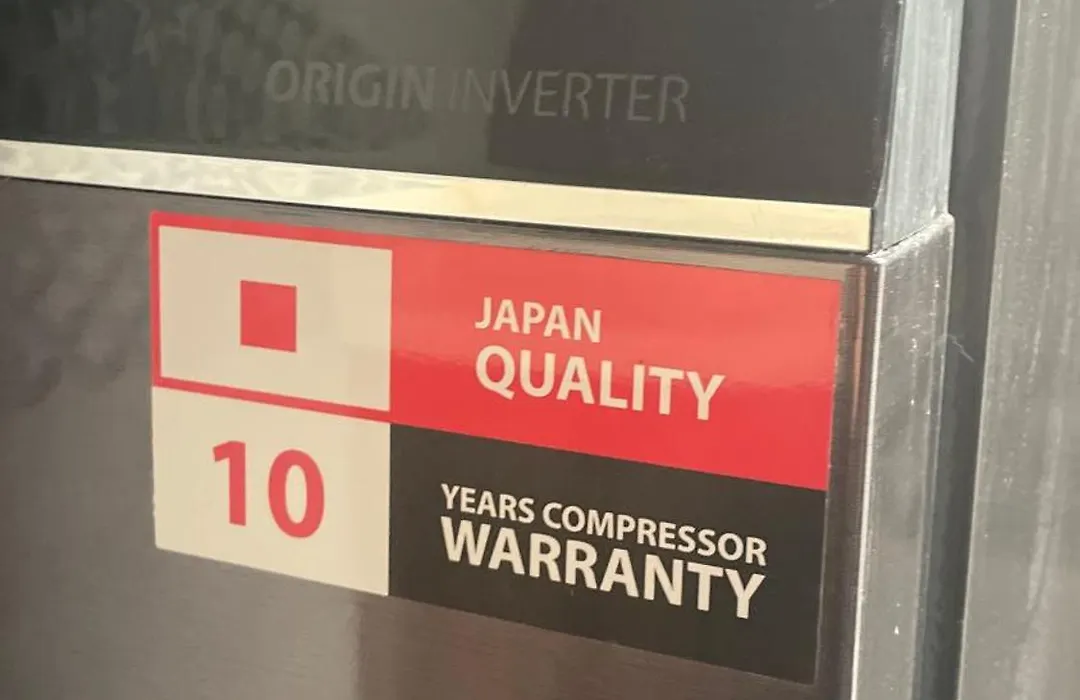 ORIGIN INVERTER
JAPAN
QUALITY
10
YEARS COMPRESSOR
WARRANTY